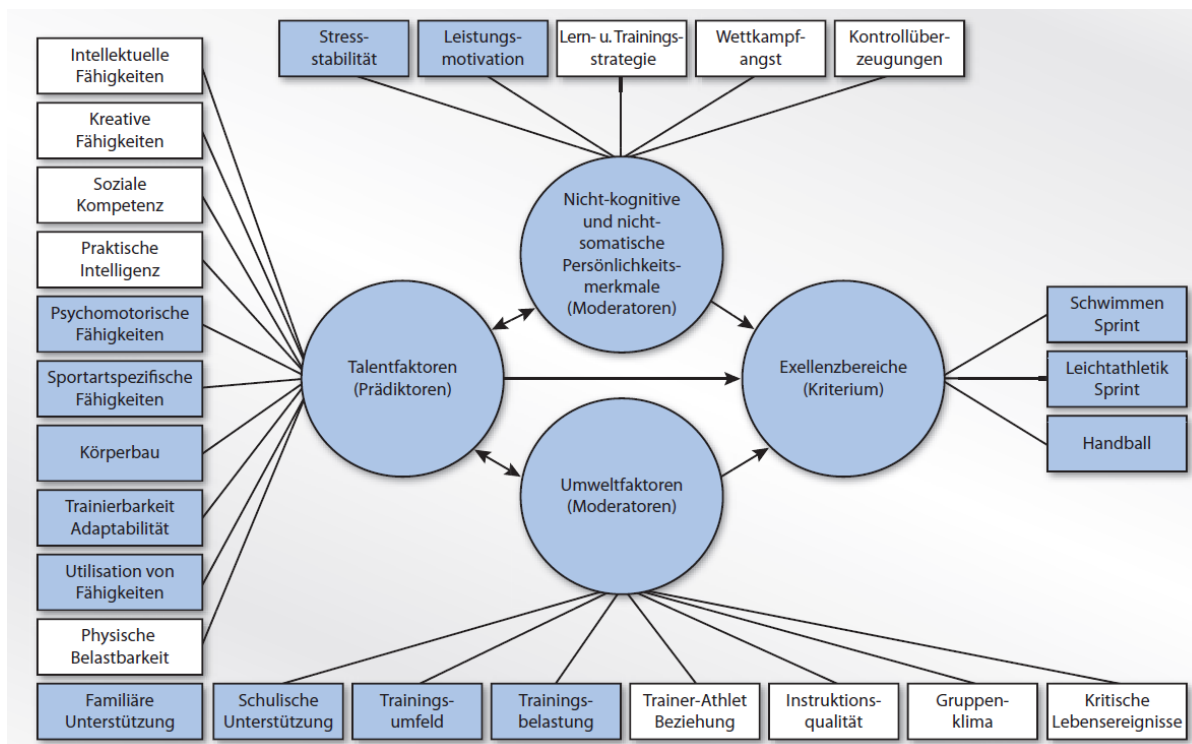 Stress-
stabilität
Leistungs-
motivation
Lern- u. Trainings-
strategie
Wettkampf-
angst
Kontrollüber-
zeugungen
Intellektuelle
Fähigkeiten
Kreative
Fähigkeiten
Soziale
Kompetenz
Praktische
Intelligenz
Psychomotorische
Fähigkeiten
Sportartspezifische
Fähigkeiten
Körperbau
Trainierbarkeit
Adaptabilität
Utilisation von
Fähigkeiten
Physische
Belastbarkeit
Nicht-kognitive
und nicht-
somatische
Persönlichkeits-
merkmale
(Moderatoren)
Talentfaktoren
(Prädiktoren)
Exellenzbereiche
(Kriterium)
Umweltfaktoren
(Moderatoren)
Schwimmen
Sprint
Leichtathletik
Sprint
Handball
Familiäre
Unterstützung
Schulische
Unterstützung
Trainings-
umfeld
Trainings-
belastung
Trainer-Athlet
Beziehung
Instruktions-
qualität
Gruppen-
klima
Kritische
Lebensereignisse